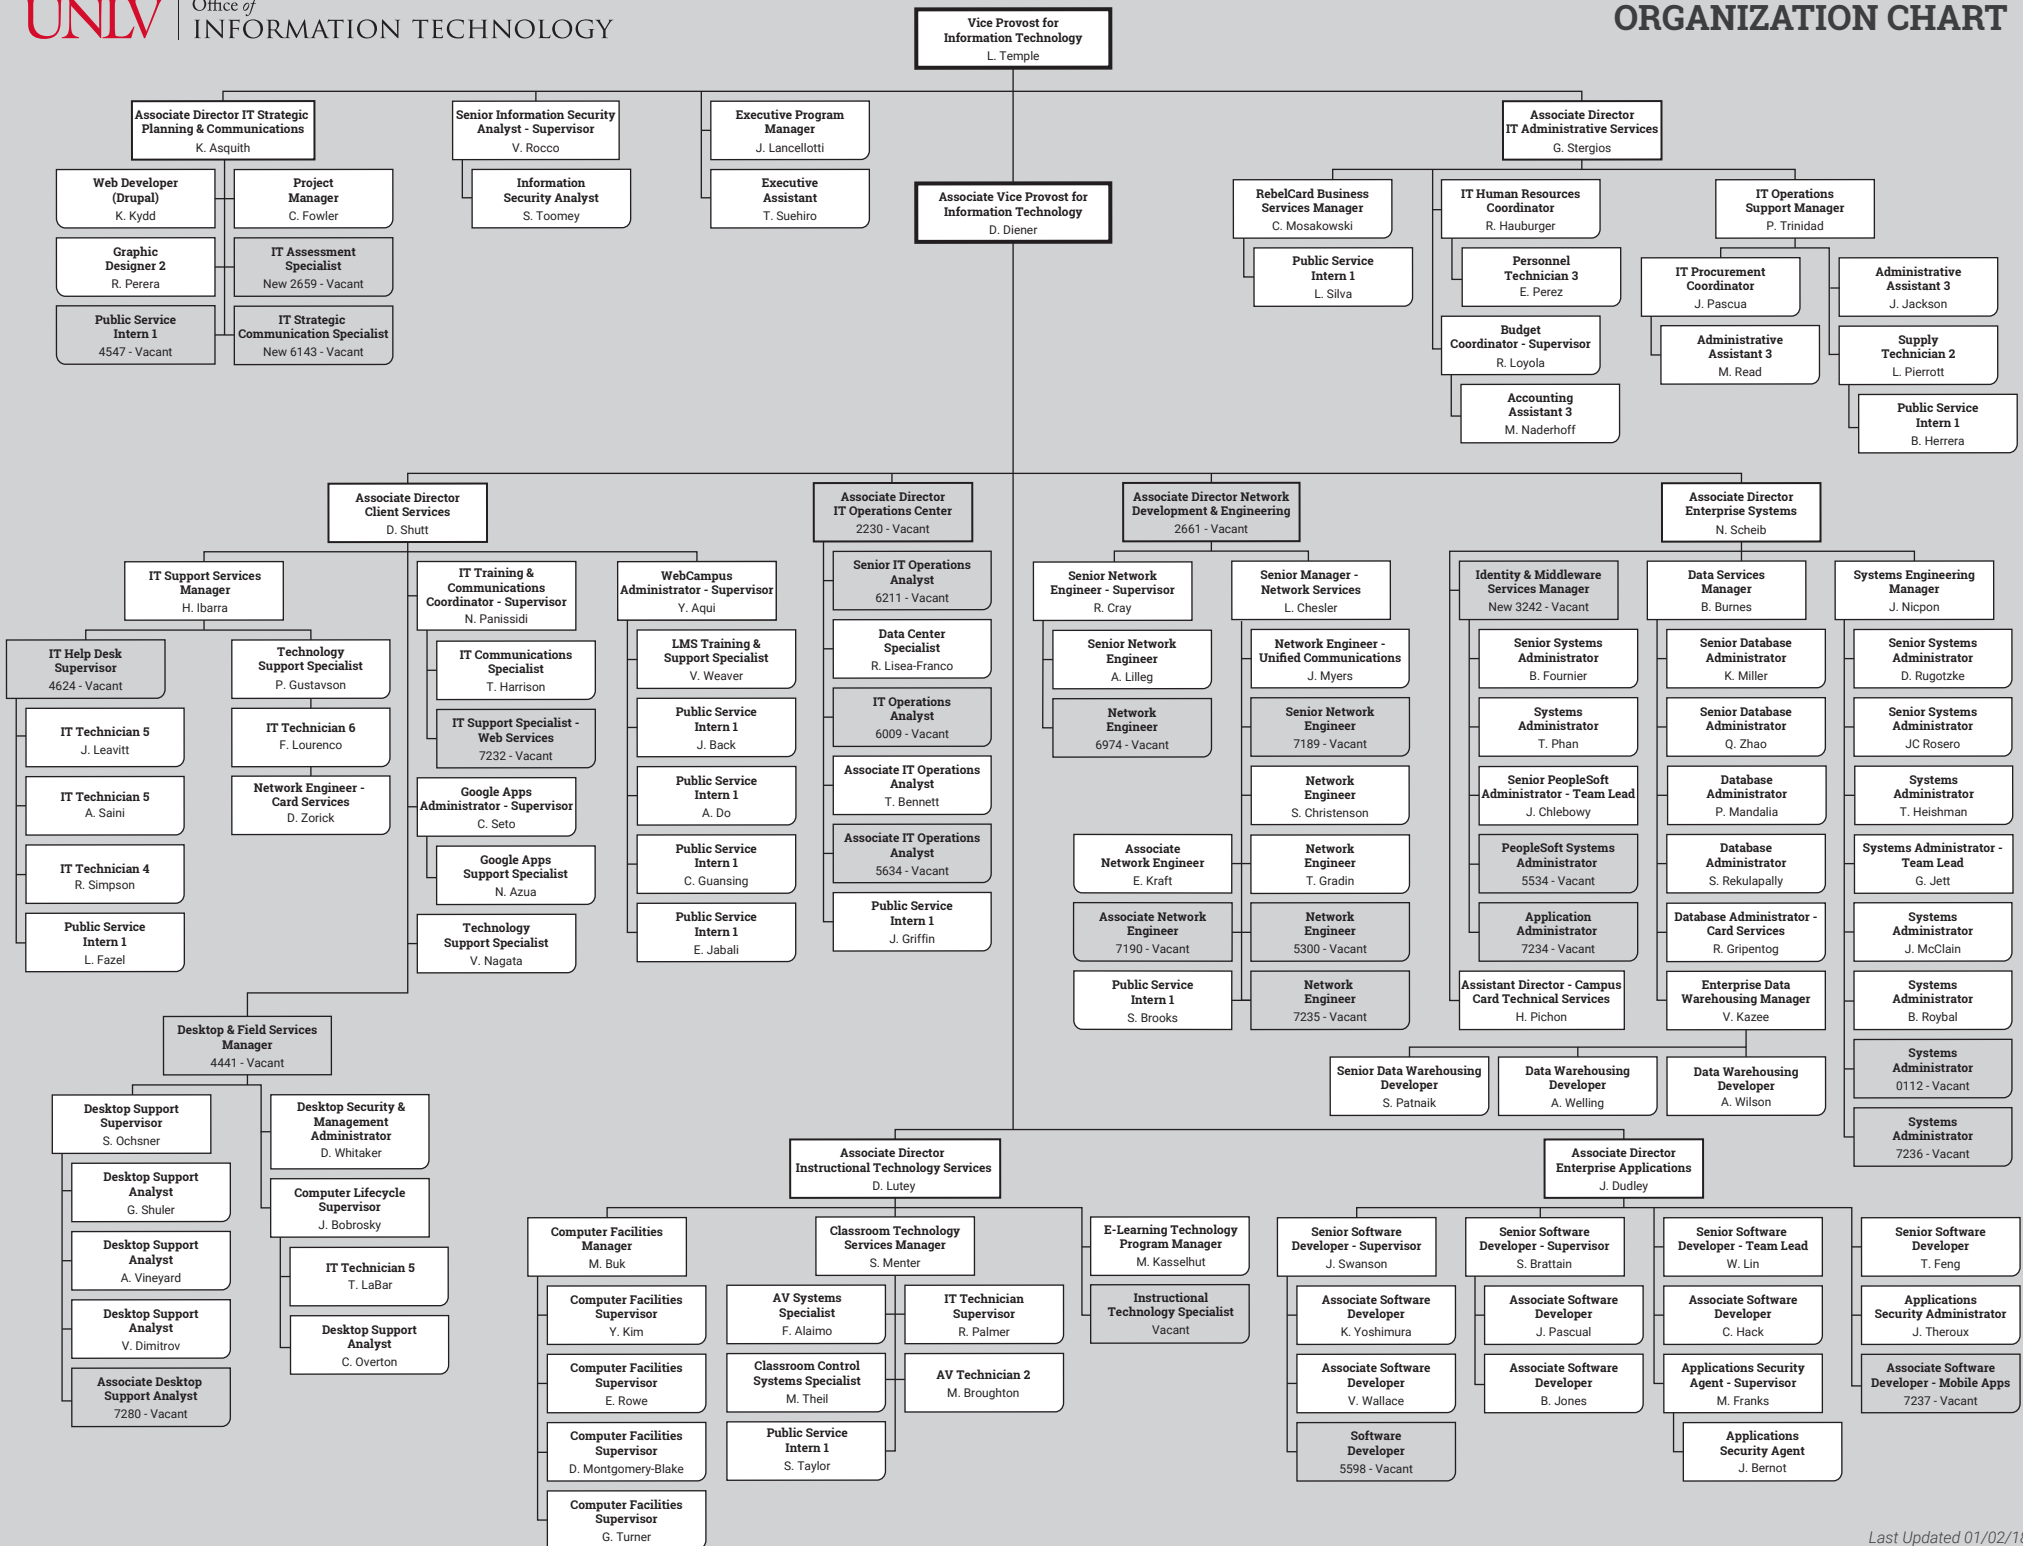 UNLV
Office of
INFORMATION TECHNOLOGY
ORGANIZATION CHART
Vice Provost for
Information Technology
L. Temple
Associate Director IT Strategic
Planning & Communications
K. Asquith
Senior Information Security
Analyst - Supervisor
V. Rocco
Executive Program
Manager
J. Lancellotti
Associate Director
IT Administrative Services
G. Stergios
Web Developer
(Drupal)
K. Kydd
Project
Manager
C. Fowler
Information
Security Analyst
S. Toomey
Executive
Assistant
T. Suehiro
Associate Vice Provost for
Information Technology
D. Diener
Graphic
Designer 2
R. Perera
IT Assessment
Specialist
New 2659 - Vacant
Public Service
Intern 1
4547 - Vacant
IT Strategic
Communication Specialist
New 6143 - Vacant
RebelCard Business
Services Manager
C. Mosakowski
Public Service
Intern 1
L. Silva
IT Human Resources
Coordinator
R. Hauburger
Personnel
Technician 3
E. Perez
Budget
Coordinator - Supervisor
R. Loyola
Accounting
Assistant 3
M. Naderhoff
IT Operations
Support Manager
P. Trinidad
IT Procurement
Coordinator
J. Pascua
Administrative
Assistant 3
M. Read
Administrative
Assistant 3
J. Jackson
Supply
Technician 2
L. Pierrott
Public Service
Intern 1
B. Herrera
Associate Director
Client Services
D. Shutt
Associate Director
IT Operations Center
2230 - Vacant
Associate Director Network
Development & Engineering
2661 - Vacant
Associate Director
Enterprise Systems
N. Scheib
IT Support Services
Manager
H. Ibarra
IT Help Desk
Supervisor
4624 - Vacant
IT Technician 5
J. Leavitt
IT Technician 5
A. Saini
IT Technician 4
R. Simpson
Public Service
Intern 1
L. Fazel
Technology
Support Specialist
P. Gustavson
IT Technician 6
F. Lourenco
Network Engineer -
Card Services
D. Zorick
IT Training &
Communications
Coordinator - Supervisor
N. Panissidi
IT Communications
Specialist
T. Harrison
IT Support Specialist -
Web Services
7232 - Vacant
Google Apps
Administrator - Supervisor
C. Seto
Google Apps
Support Specialist
N. Azua
Technology
Support Specialist
V. Nagata
WebCampus
Administrator - Supervisor
Y. Aqui
LMS Training &
Support Specialist
V. Weaver
Public Service
Intern 1
J. Back
Public Service
Intern 1
A. Do
Public Service
Intern 1
C. Guansing
Public Service
Intern 1
E. Jabali
Senior IT Operations
Analyst
6211 - Vacant
Data Center
Specialist
R. Lisea-Franco
IT Operations
Analyst
6009 - Vacant
Associate IT Operations
Analyst
T. Bennett
Associate IT Operations
Analyst
5634 - Vacant
Public Service
Intern 1
J. Griffin
Senior Network
Engineer - Supervisor
R. Cray
Senior Network
Engineer
A. Lilleg
Network
Engineer
6974 - Vacant
Senior Manager -
Network Services
L. Chesler
Network Engineer -
Unified Communications
J. Myers
Senior Network
Engineer
7189 - Vacant
Network
Engineer
S. Christenson
Associate
Network Engineer
E. Kraft
Network
Engineer
T. Gradin
Associate Network
Engineer
7190 - Vacant
Network
Engineer
5300 - Vacant
Public Service
Intern 1
S. Brooks
Network
Engineer
7235 - Vacant
Identity & Middleware
Services Manager
New 3242 - Vacant
Senior Systems
Administrator
B. Fournier
Systems
Administrator
T. Phan
Senior PeopleSoft
Administrator - Team Lead
J. Chlebowy
PeopleSoft Systems
Administrator
5534 - Vacant
Application
Administrator
7234 - Vacant
Assistant Director - Campus
Card Technical Services
H. Pichon
Data Services
Manager
B. Burnes
Senior Database
Administrator
K. Miller
Senior Database
Administrator
Q. Zhao
Database
Administrator
P. Mandalia
Database
Administrator
S. Rekulapally
Database Administrator -
Card Services
R. Gripentog
Enterprise Data
Warehousing Manager
V. Kazee
Senior Data Warehousing
Developer
S. Patnaik
Data Warehousing
Developer
A. Welling
Data Warehousing
Developer
A. Wilson
Systems Engineering
Manager
J. Nicpon
Senior Systems
Administrator
D. Rugotzke
Senior Systems
Administrator
JC Rosero
Systems
Administrator
T. Heishman
Systems Administrator -
Team Lead
G. Jett
Systems
Administrator
J. McClain
Systems
Administrator
B. Roybal
Systems
Administrator
0112 - Vacant
Systems
Administrator
7236 - Vacant
Desktop & Field Services
Manager
4441 - Vacant
Desktop Support
Supervisor
S. Ochsner
Desktop Support
Analyst
G. Shuler
Desktop Support
Analyst
A. Vineyard
Desktop Support
Analyst
V. Dimitrov
Associate Desktop
Support Analyst
7280 - Vacant
Desktop Security &
Management
Administrator
D. Whitaker
Computer Lifecycle
Supervisor
J. Bobrosky
IT Technician 5
T. LaBar
Desktop Support
Analyst
C. Overton
Associate Director
Instructional Technology Services
D. Lutey
Computer Facilities
Manager
M. Buk
Computer Facilities
Supervisor
Y. Kim
Computer Facilities
Supervisor
E. Rowe
Computer Facilities
Supervisor
D. Montgomery-Blake
Computer Facilities
Supervisor
G. Turner
Classroom Technology
Services Manager
S. Menter
AV Systems
Specialist
F. Alaimo
IT Technician
Supervisor
R. Palmer
Classroom Control
Systems Specialist
M. Theil
AV Technician 2
M. Broughton
Public Service
Intern 1
S. Taylor
E-Learning Technology
Program Manager
M. Kasselhut
Instructional
Technology Specialist
Vacant
Associate Director
Enterprise Applications
J. Dudley
Senior Software
Developer - Supervisor
J. Swanson
Associate Software
Developer
K. Yoshimura
Associate Software
Developer
V. Wallace
Software
Developer
5598 - Vacant
Senior Software
Developer - Supervisor
S. Brattain
Associate Software
Developer
J. Pascual
Associate Software
Developer
B. Jones
Senior Software
Developer - Team Lead
W. Lin
Associate Software
Developer
C. Hack
Applications Security
Agent - Supervisor
M. Franks
Applications
Security Agent
J. Bernot
Senior Software
Developer
T. Feng
Applications
Security Administrator
J. Theroux
Associate Software
Developer - Mobile Apps
7237 - Vacant
Last Updated 01/02/18